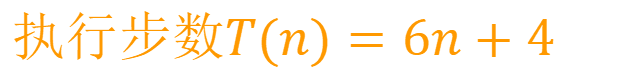 执行步数T(n) = 6n + 4